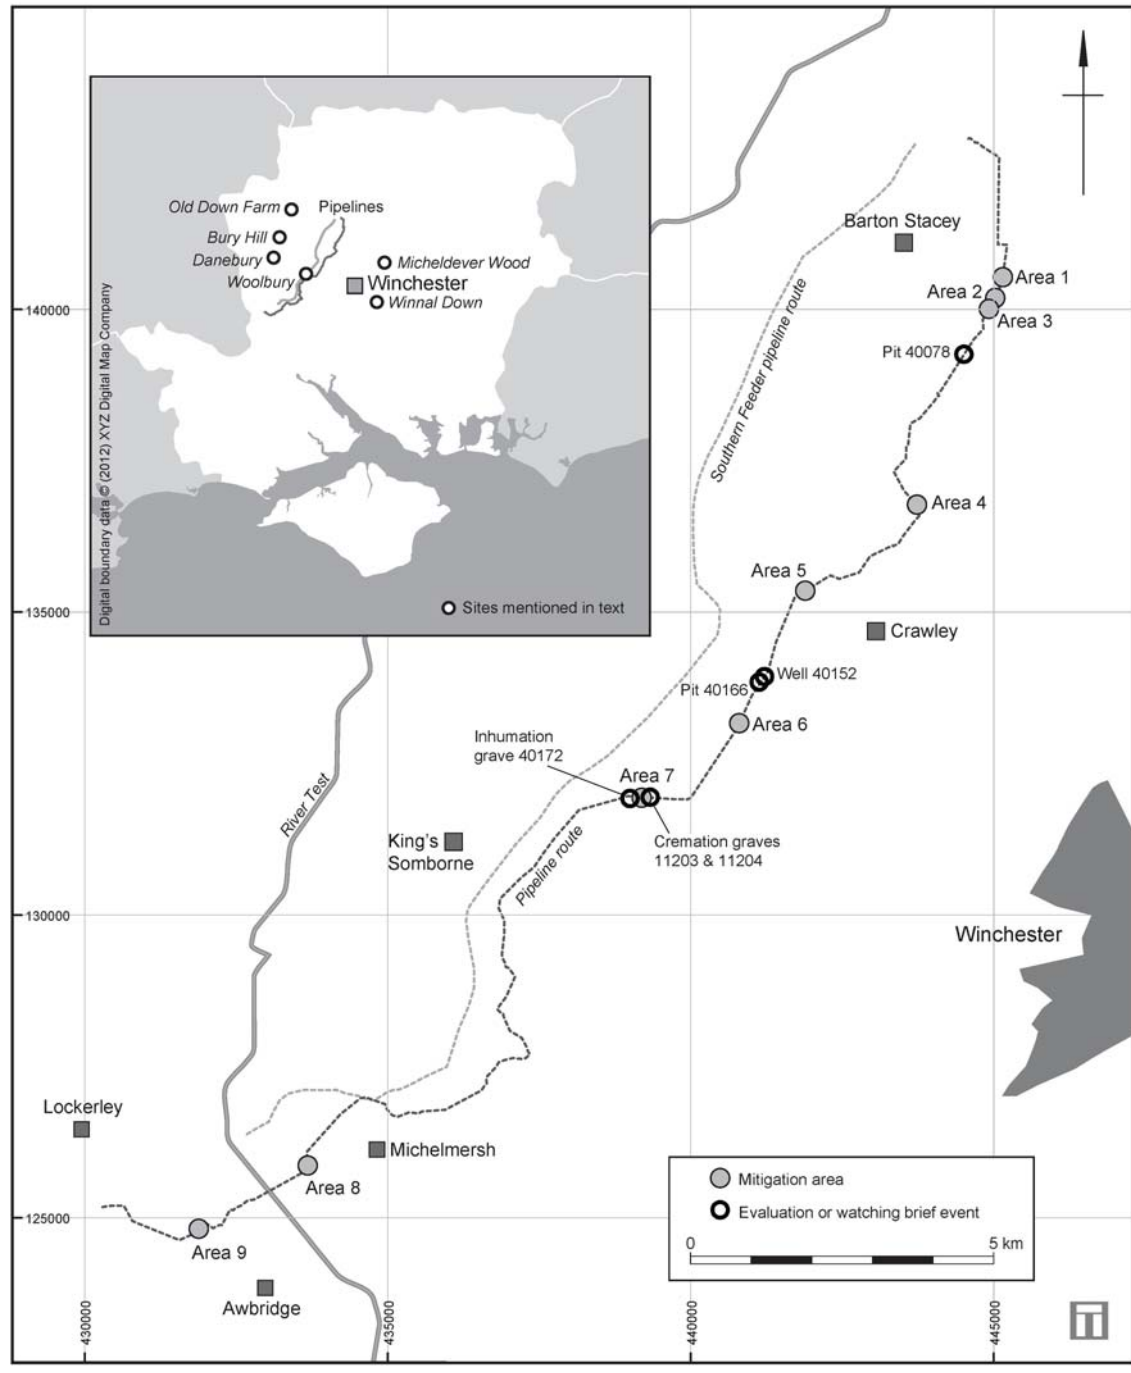 Old Down Farm
Pipelines
Bury Hill
Danebury
Woolbury
Micheldever Wood
Winchester
Winnal Down
Sites mentioned in text
Digital boundary data © (2012) XYZ Digital Map Company
Barton Stacey
Area 1
Area 2
Area 3
140000
Pit 40078
Southern Feeder pipeline route
Area 4
Area 5
135000
Crawley
Well 40152
Pit 40166
Area 6
Inhumation
grave 40172
Area 7
River Test
King's
Somborne
Cremation graves
11203 & 11204
Pipeline route
130000
Winchester
Lockerley
Michelmersh
Area 8
Mitigation area
Evaluation or watching brief event
125000
Area 9
0
5 km
Awbridge
430000
435000
440000
445000